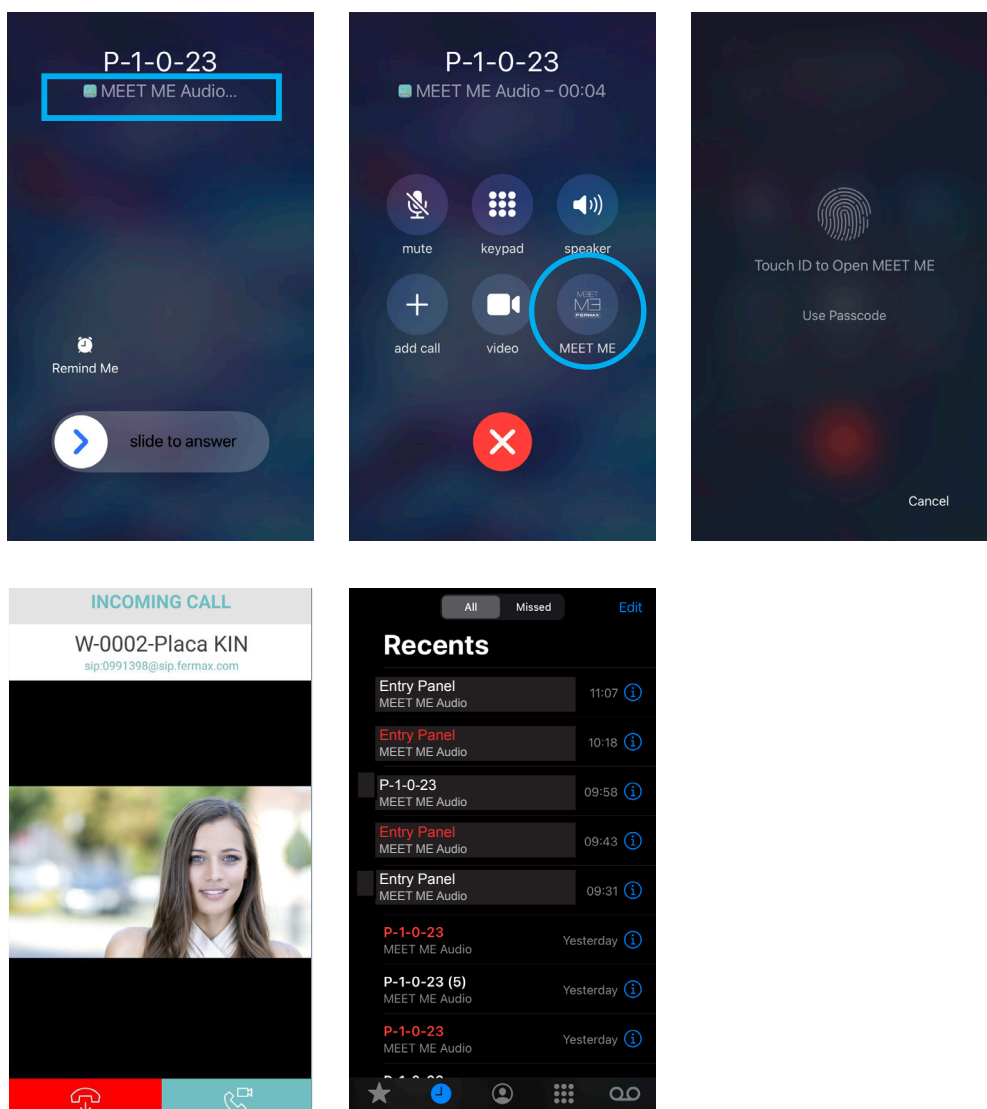 P-1-0-23
MEET ME Audio...
Remind Me
slide to answer
P-1-0-23
MEET ME Audio – 00:04
mute keypad speaker
MEET
ME
FERMAX
add call video MEET ME
Touch ID to Open MEET ME
Use Passcode
Cancel
INCOMING CALL
W-0002-Placa KIN
sip:0991398@sip.fermax.com
All Missed Edit
Recents
Entry Panel
MEET ME Audio
11:07
Entry Panel
MEET ME Audio
10:18
P-1-0-23
MEET ME Audio
09:58
Entry Panel
MEET ME Audio
09:43
Entry Panel
MEET ME Audio
09:31
P-1-0-23
MEET ME Audio
Yesterday
P-1-0-23 (5)
MEET ME Audio
Yesterday
P-1-0-23
MEET ME Audio
Yesterday